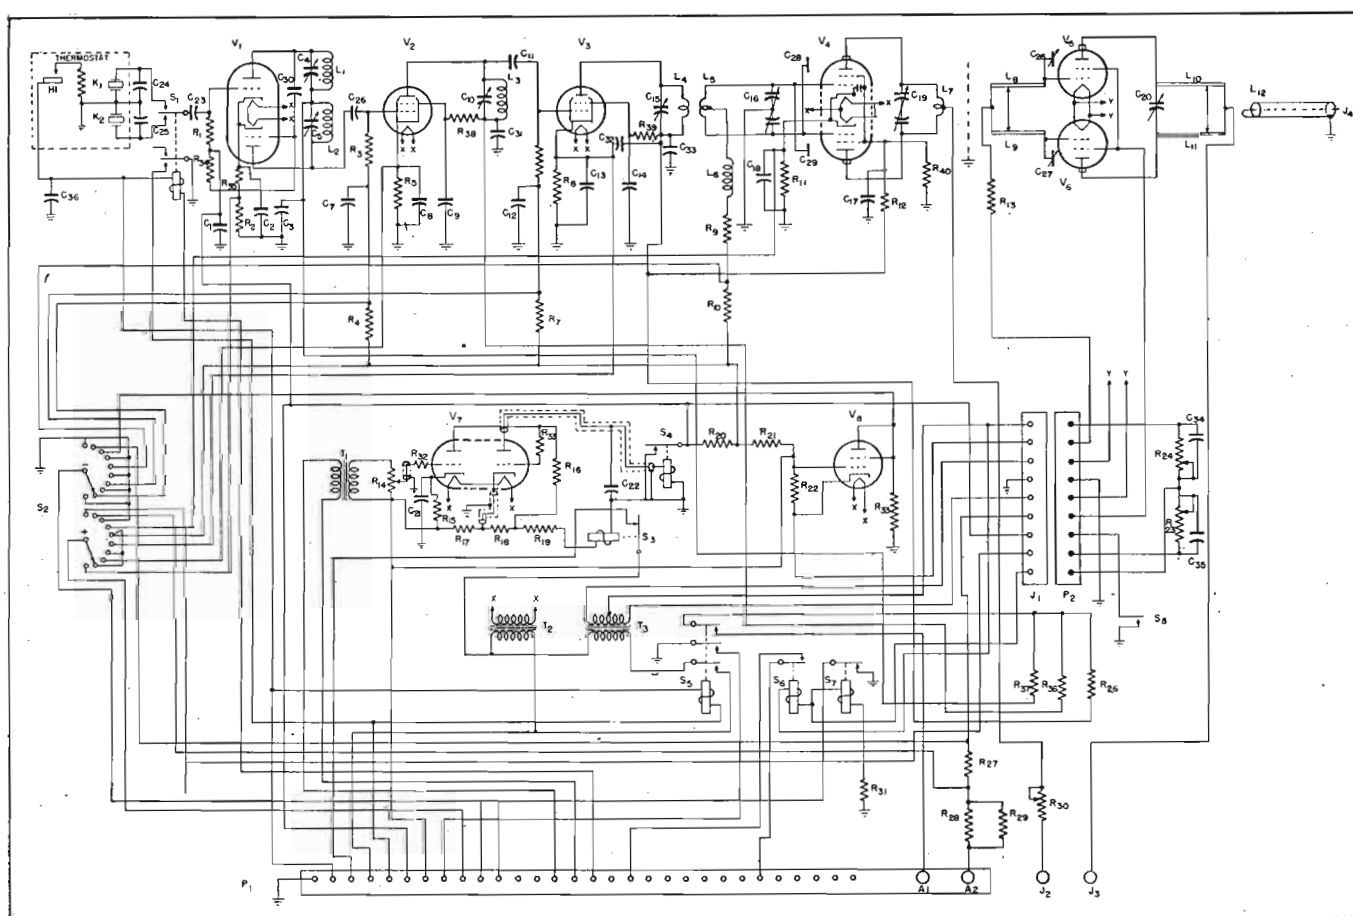 V1 V2 V3 V4 V5
THERMOSTAT
K1 C24 S1 C23 C4 L1 C30 C11 L3 L4 L5 C28 L7 C26 L8 L10 L12
H1 C10 C15 C16 C19 C20 J4
K2 C25 R1 C5 L2 C26 R38 C31 C32 R39 C33 C29 L9 L11
R3 L6 C18 R11 R40 C27 V6
C36 R5 R6 C13 C14 C17 R12 R13
C1 R2 C2 C3 C7 C8 C9 C12 R9
R4 R7 R10
V7 S4 R20 R21 V8 Y Y C34
T1 R32 R33 R16 R24
S2 R14 C22 R22
C21 R15 R35 R23
R17 R18 R19 S3 C35
J1 P2
X X T2 T3 S8
S5 S6 S7 R37 R36 R26
R27
R31 R30
R28 R29
P1 A1 A2 J2 J3